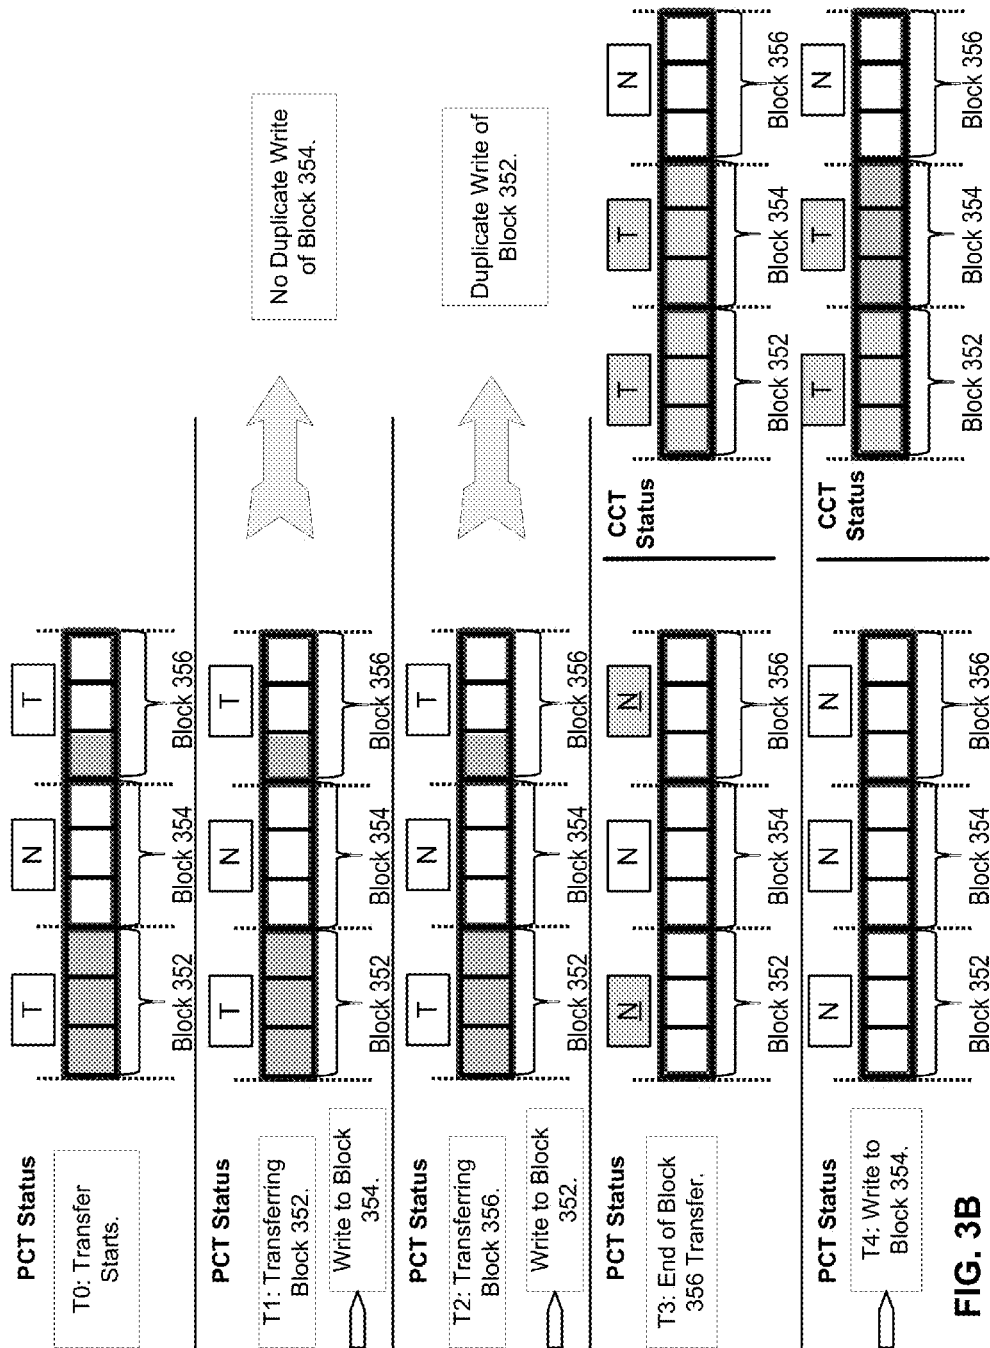 PCT Status
T0: Transfer
Starts.
T
N
T
Block 352
Block 354
Block 356
PCT Status
T1: Transferring
Block 352.
Write to Block
354.
T
N
T
Block 352
Block 354
Block 356
No Duplicate Write
of Block 354.
PCT Status
T2: Transferring
Block 356.
Write to Block
352.
T
N
T
Block 352
Block 354
Block 356
Duplicate Write of
Block 352.
PCT Status
T3: End of Block
356 Transfer.
N
N
N
Block 352
Block 354
Block 356
CCT
Status
T
T
N
Block 352
Block 354
Block 356
PCT Status
T4: Write to
Block 354.
N
N
N
Block 352
Block 354
Block 356
CCT
Status
T
T
N
Block 352
Block 354
Block 356
FIG. 3B